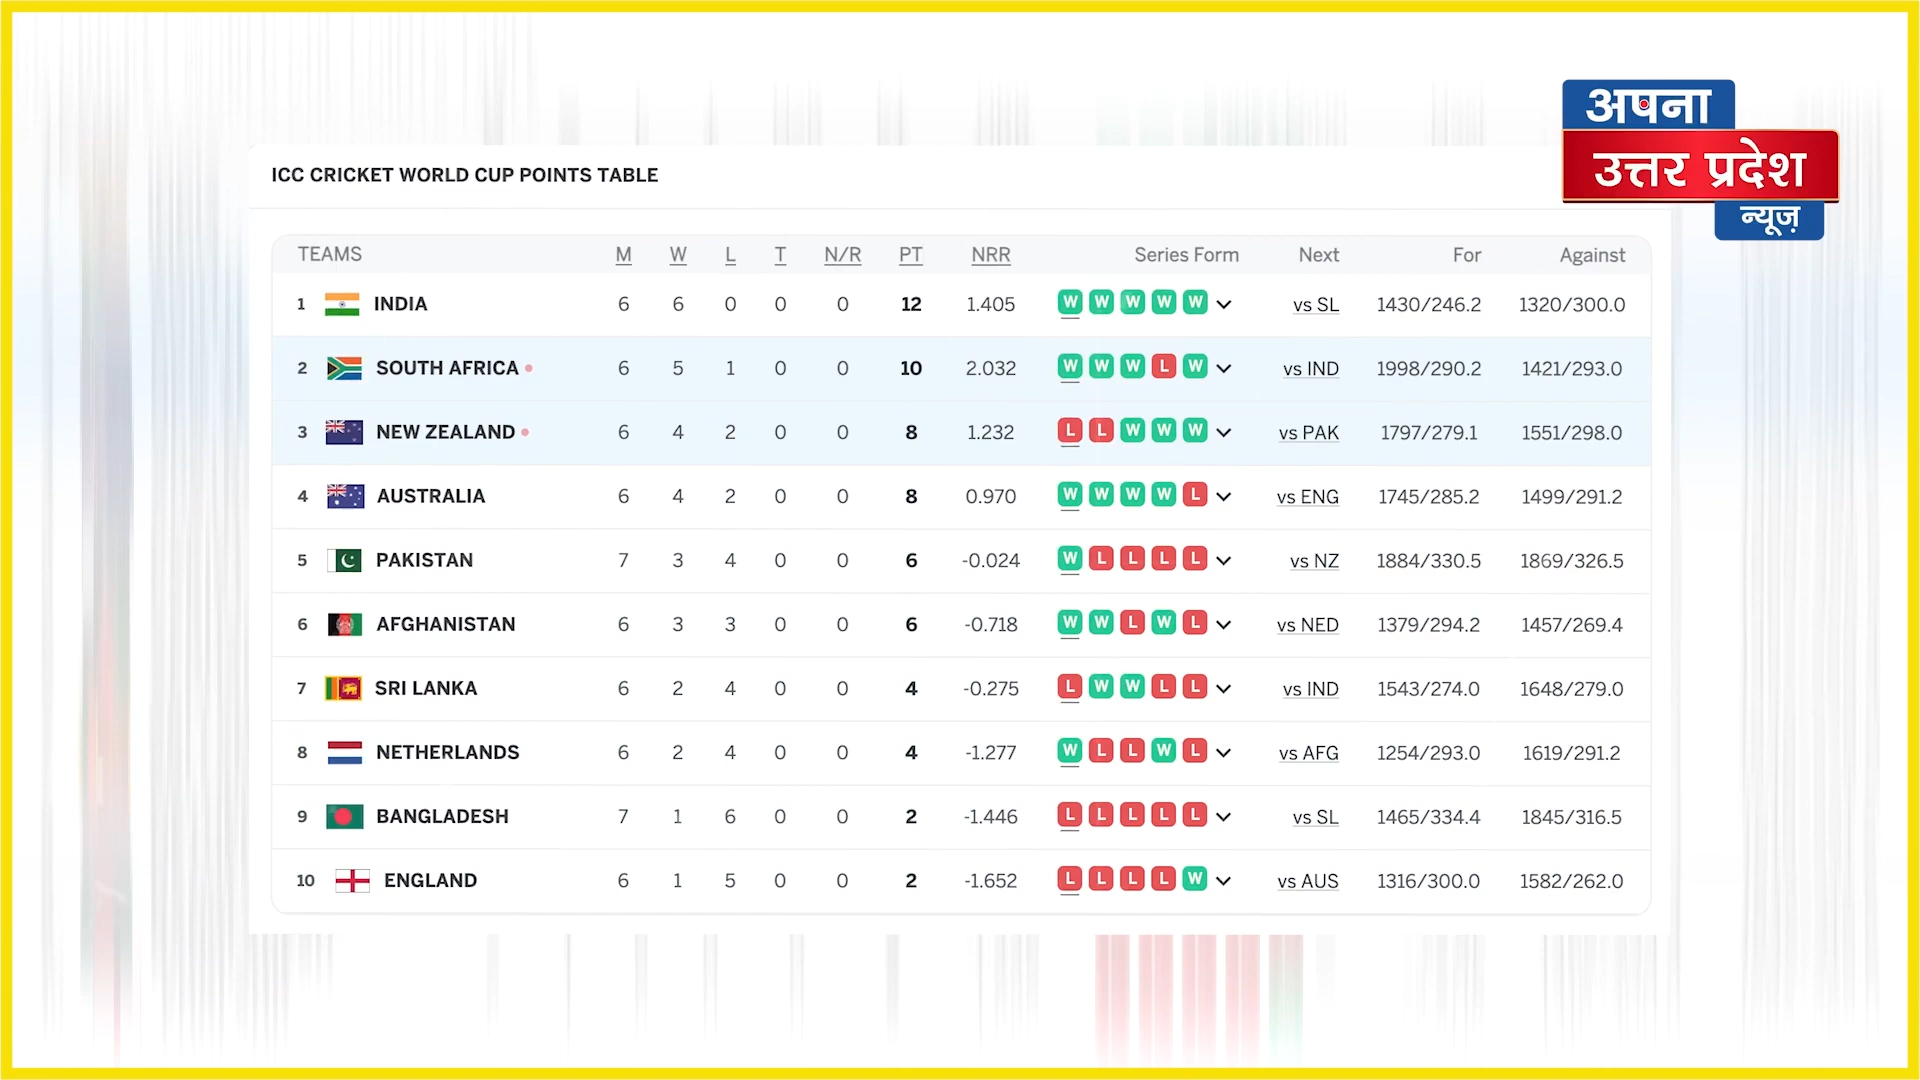 अपना
उत्तर प्रदेश
न्यूज़
ICC CRICKET WORLD CUP POINTS TABLE
TEAMS M W L T N/R PT NRR Series Form Next For Against
1 INDIA 6 6 0 0 0 12 1.405 W W W W W vs SL 1430/246.2 1320/300.0
2 SOUTH AFRICA 6 5 1 0 0 10 2.032 W W W L W vs IND 1998/290.2 1421/293.0
3 NEW ZEALAND 6 4 2 0 0 8 1.232 L L W W W vs PAK 1797/279.1 1551/298.0
4 AUSTRALIA 6 4 2 0 0 8 0.970 W W W W L vs ENG 1745/285.2 1499/291.2
5 PAKISTAN 7 3 4 0 0 6 -0.024 W L L L L vs NZ 1884/330.5 1869/326.5
6 AFGHANISTAN 6 3 3 0 0 6 -0.718 W W L W L vs NED 1379/294.2 1457/269.4
7 SRI LANKA 6 2 4 0 0 4 -0.275 L W W L L vs IND 1543/274.0 1648/279.0
8 NETHERLANDS 6 2 4 0 0 4 -1.277 W L L W L vs AFG 1254/293.0 1619/291.2
9 BANGLADESH 7 1 6 0 0 2 -1.446 L L L L L vs SL 1465/334.4 1845/316.5
10 ENGLAND 6 1 5 0 0 2 -1.652 L L L L W vs AUS 1316/300.0 1582/262.0